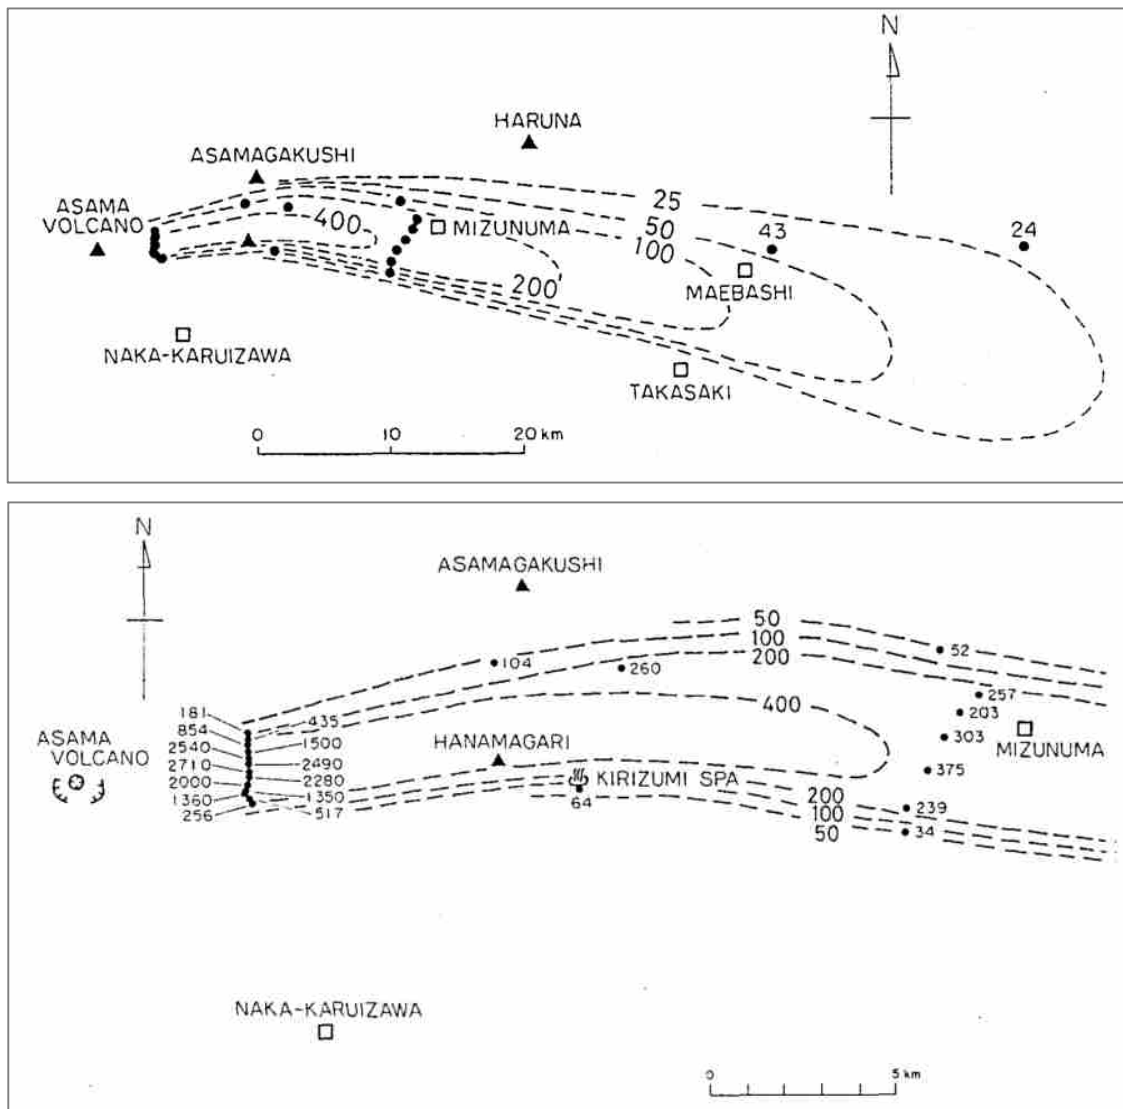 N
HARUNA
ASAMAGAKUSHI
ASAMA
VOLCANO
400
MIZUNUMA
25
50
100
43
24
200
MAEBASHI
NAKA-KARUIZAWA
TAKASAKI
0 10 20 km
N
ASAMAGAKUSHI
50
100
200
104
260
52
400
257
203
303
MIZUNUMA
375
181
854
2540
2710
2000
1360
256
435
1500
2490
2280
1350
517
ASAMA
VOLCANO
HANAMAGARI
KIRIZUMI SPA
64
200
100
50
239
34
NAKA-KARUIZAWA
0 5 km